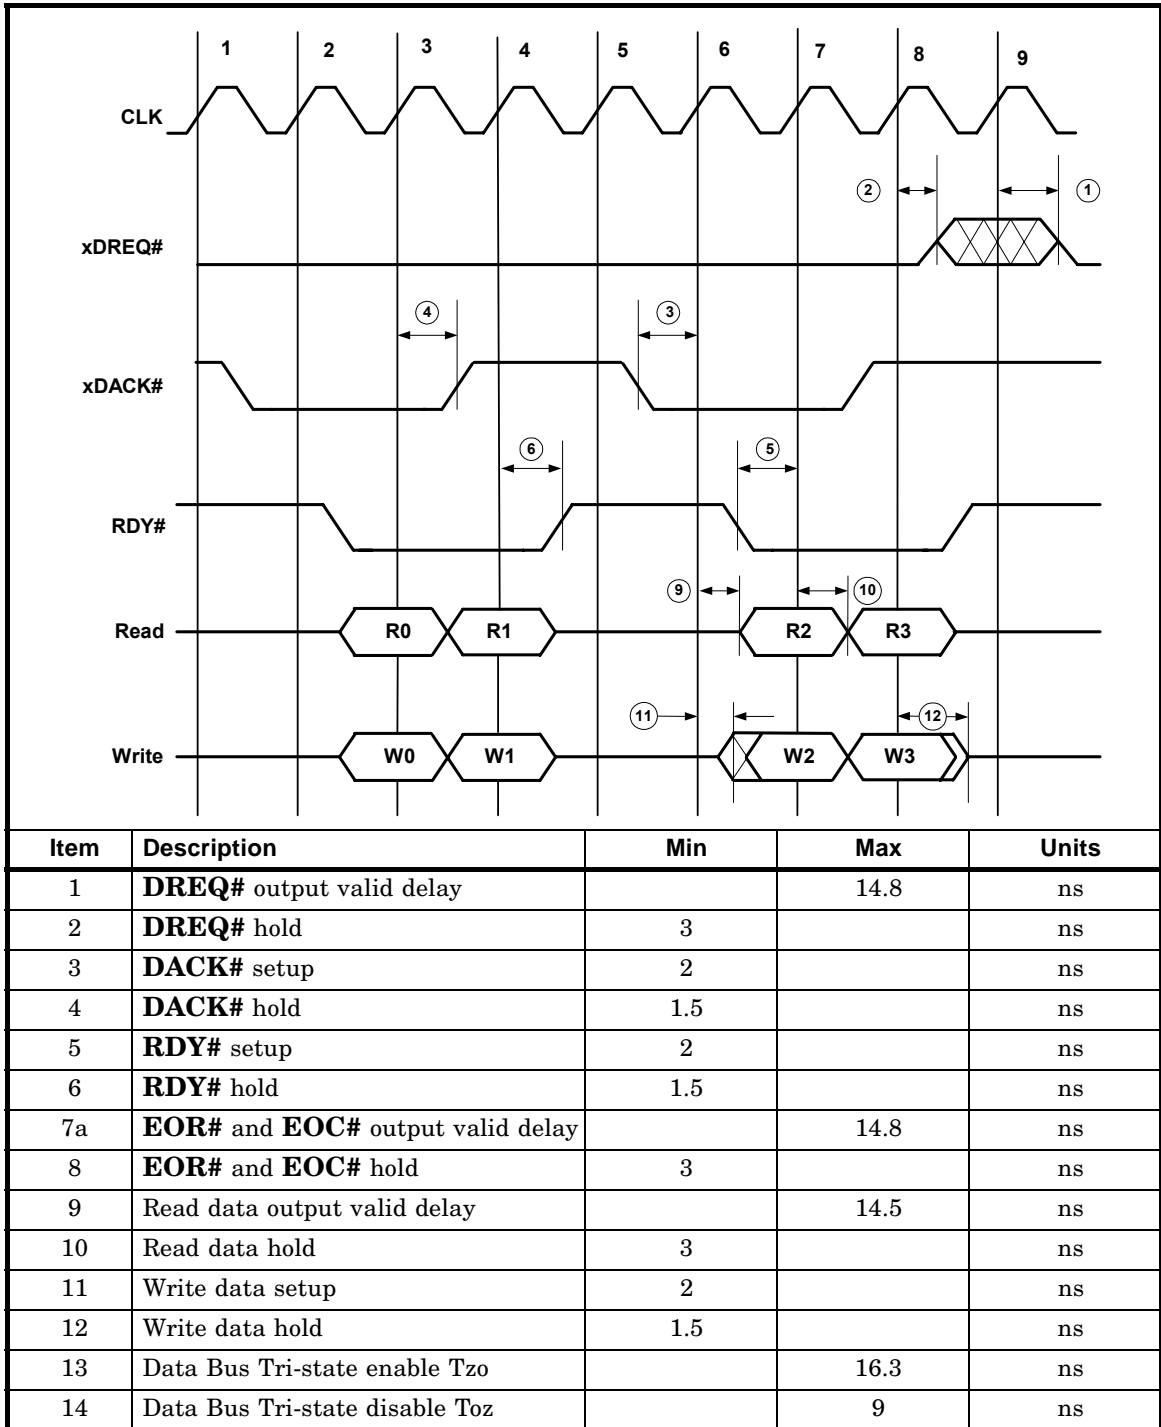 1 2 3 4 5 6 7 8 9
CLK
2 1
xDREQ#
4 3
xDACK#
6 5
RDY#
9 10
Read R0 R1 R2 R3
11 12
Write W0 W1 W2 W3
Item Description Min Max Units
1 DREQ# output valid delay 14.8 ns
2 DREQ# hold 3 ns
3 DACK# setup 2 ns
4 DACK# hold 1.5 ns
5 RDY# setup 2 ns
6 RDY# hold 1.5 ns
7a EOR# and EOC# output valid delay 14.8 ns
8 EOR# and EOC# hold 3 ns
9 Read data output valid delay 14.5 ns
10 Read data hold 3 ns
11 Write data setup 2 ns
12 Write data hold 1.5 ns
13 Data Bus Tri-state enable Tzo 16.3 ns
14 Data Bus Tri-state disable Toz 9 ns